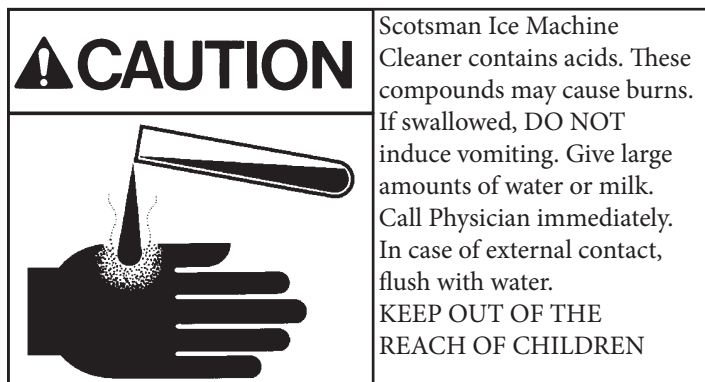 CAUTION
Scotsman Ice Machine
Cleaner contains acids. These
compounds may cause burns.
If swallowed, DO NOT
induce vomiting. Give large
amounts of water or milk.
Call Physician immediately.
In case of external contact,
flush with water.
KEEP OUT OF THE
REACH OF CHILDREN